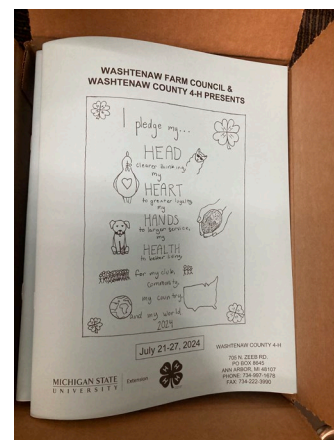 WASHTENAW FARM COUNCIL &
WASHTENAW COUNTY 4-H PRESENTS
I pledge my...
HEAD
clearer thinking,
my
HEART
to greater loyalty,
my
HANDS
to larger service,
my
HEALTH
to better living
for my club,
community,
my country,
and my world.
2024
July 21-27, 2024
WASHTENAW COUNTY 4-H
705 N. ZEEB RD.
PO BOX 8645
ANN ARBOR, MI 48107
PHONE: 734-997-1678
FAX: 734-222-3990
MICHIGAN STATE
UNIVERSITY
Extension